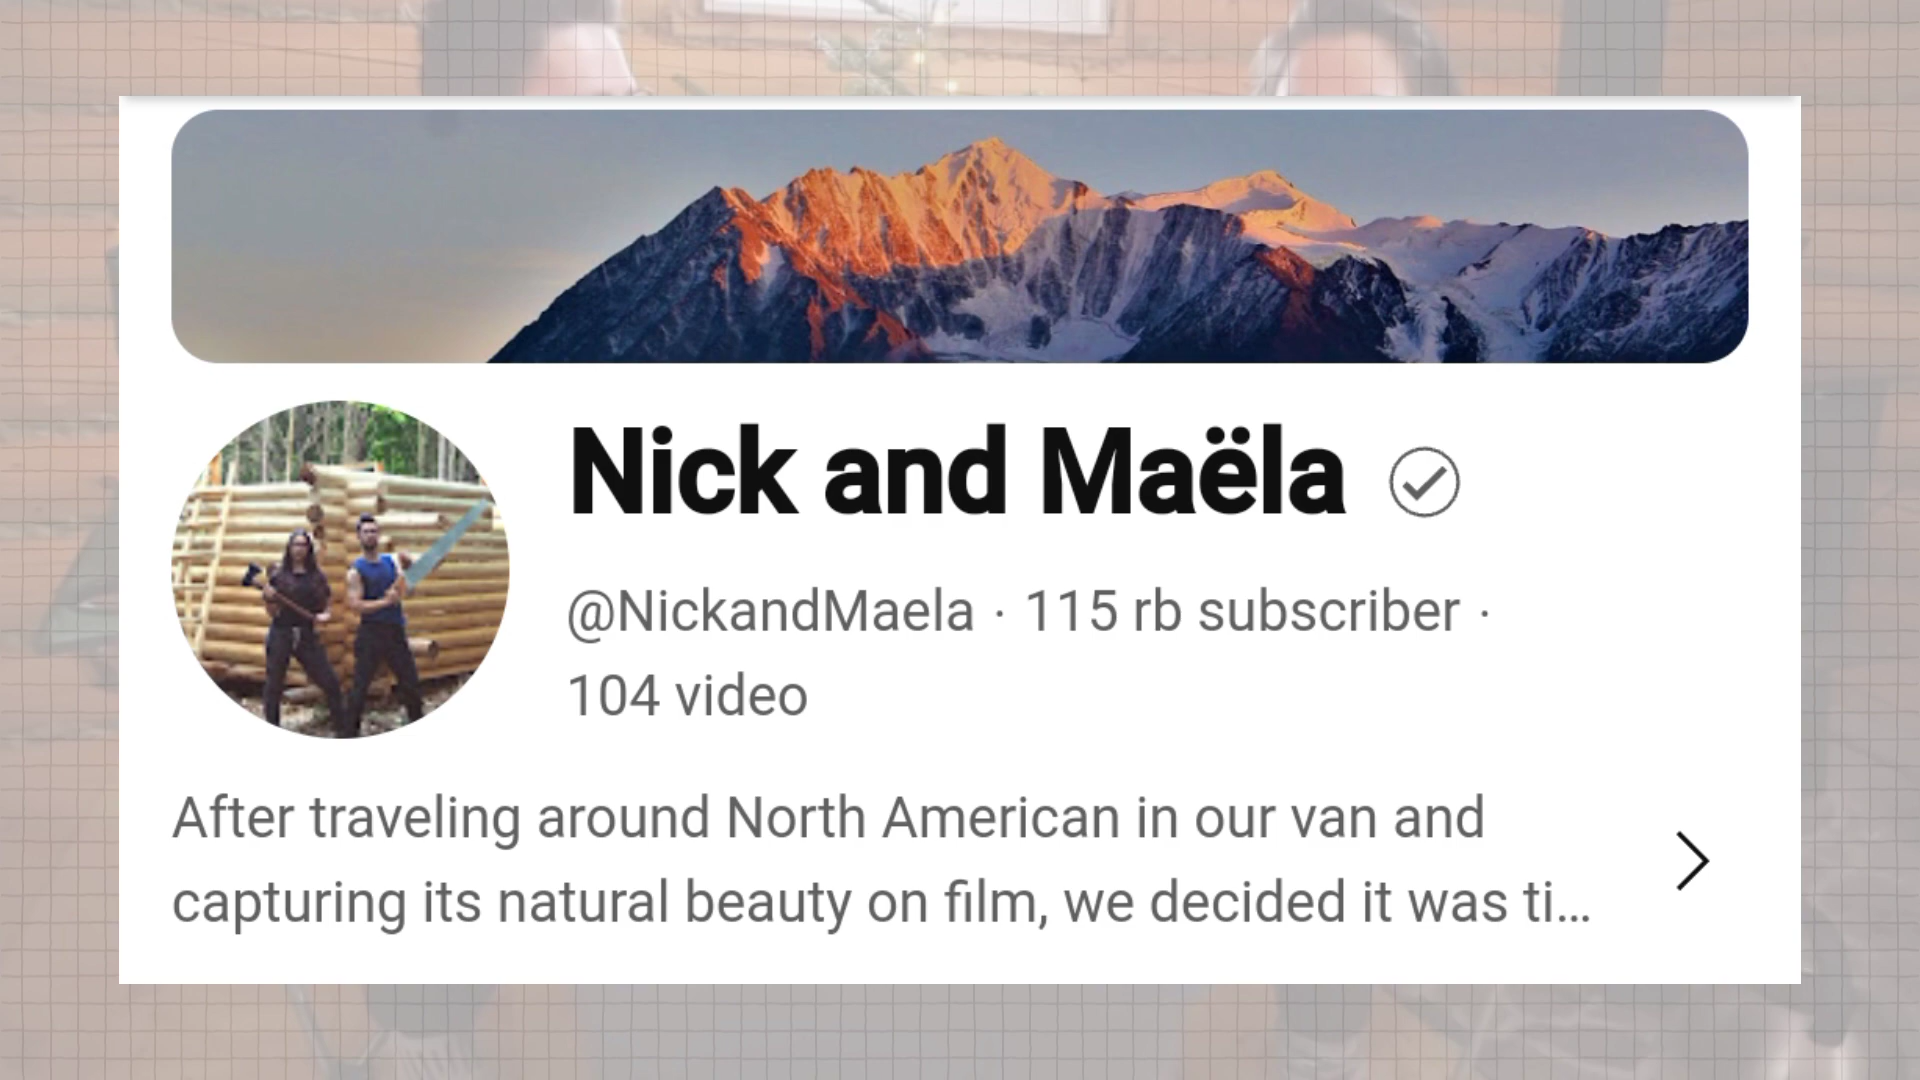 Nick and Maëla
@NickandMaela · 115 rb subscriber ·
104 video
After traveling around North American in our van and
capturing its natural beauty on film, we decided it was ti...